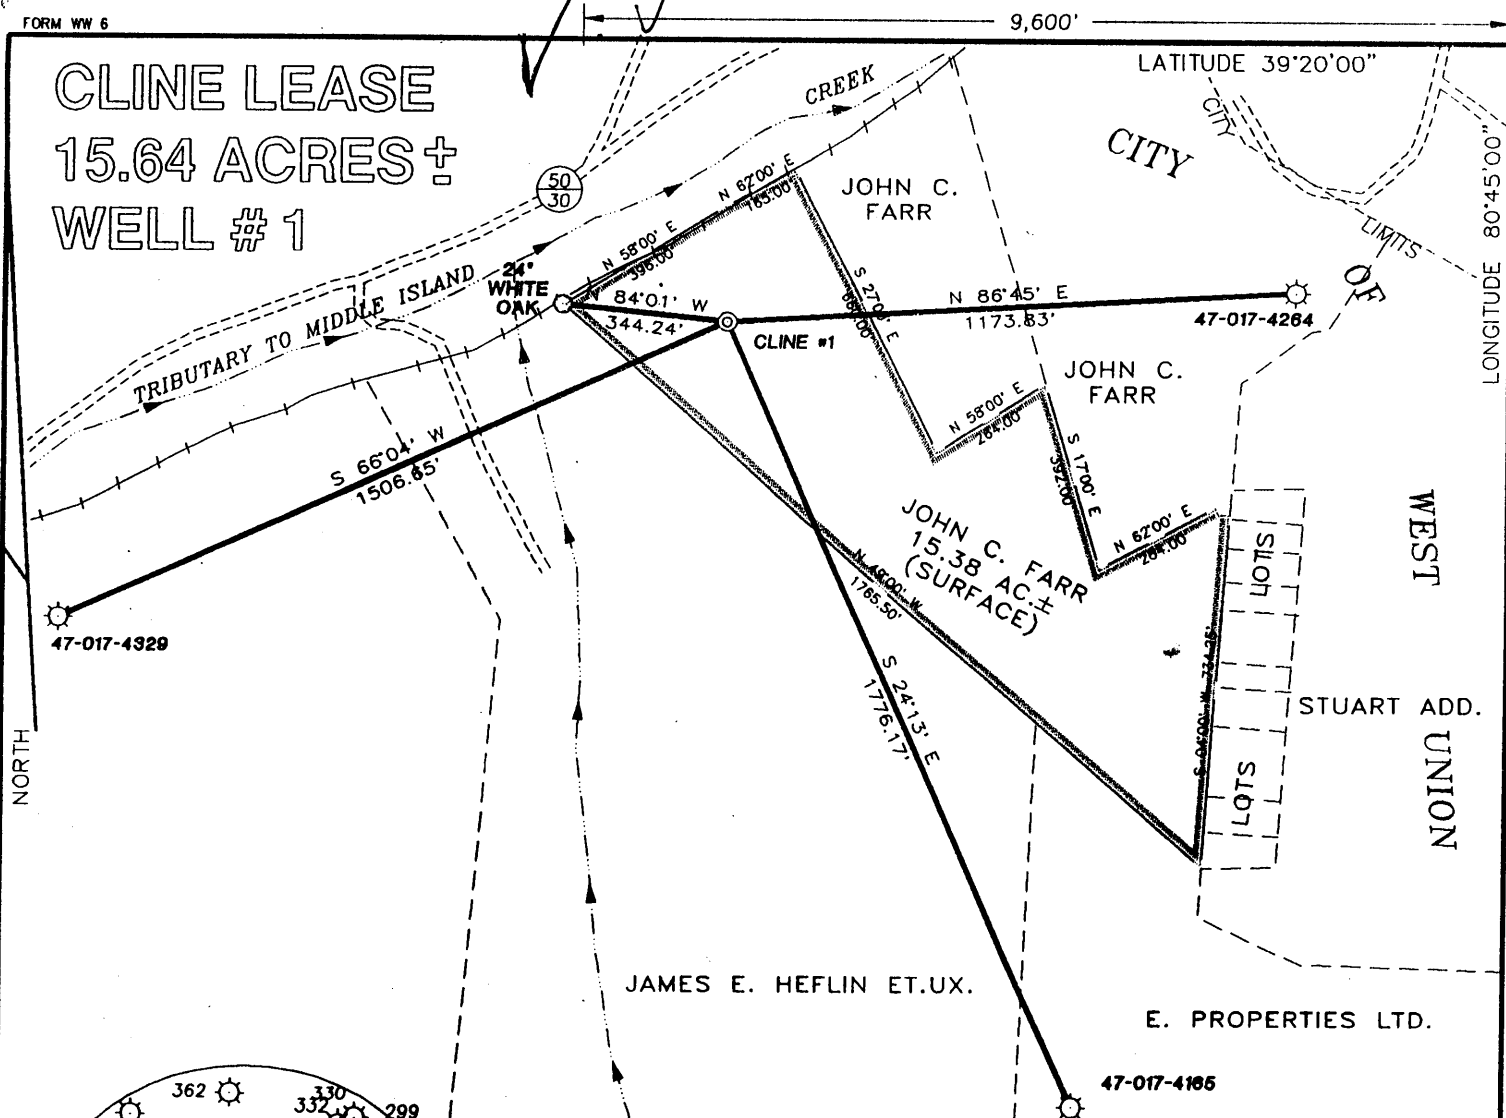 FORM WW 6
9,600'
CLINE LEASE
15.64 ACRES ±
WELL # 1
LATITUDE 39°20'00"
LONGITUDE 80°45'00"
CREEK
CITY
CITY
LIMITS
OF
WEST
UNION
50
30
JOHN C.
FARR
N 62°00' E
165.00'
N 58°00' E
396.00'
24"
WHITE
OAK
84°01' W
344.24'
TRIBUTARY TO MIDDLE ISLAND
CLINE #1
N 86°45' E
1173.83'
47-017-4264
S 27°00' E
JOHN C.
FARR
N 58°00' E
264.00'
S 17°00' E
392.00
N 62°00' E
264.00'
S 66°04' W
1506.65'
47-017-4329
NORTH
JOHN C. FARR
15.38 AC.±
(SURFACE)
N 49°00' W
1765.50'
S 24°13' E
1776.17'
S 04°00' W 734.25'
LOTS
LOTS
STUART ADD.
JAMES E. HEFLIN ET.UX.
E. PROPERTIES LTD.
47-017-4165
362
330
332
299